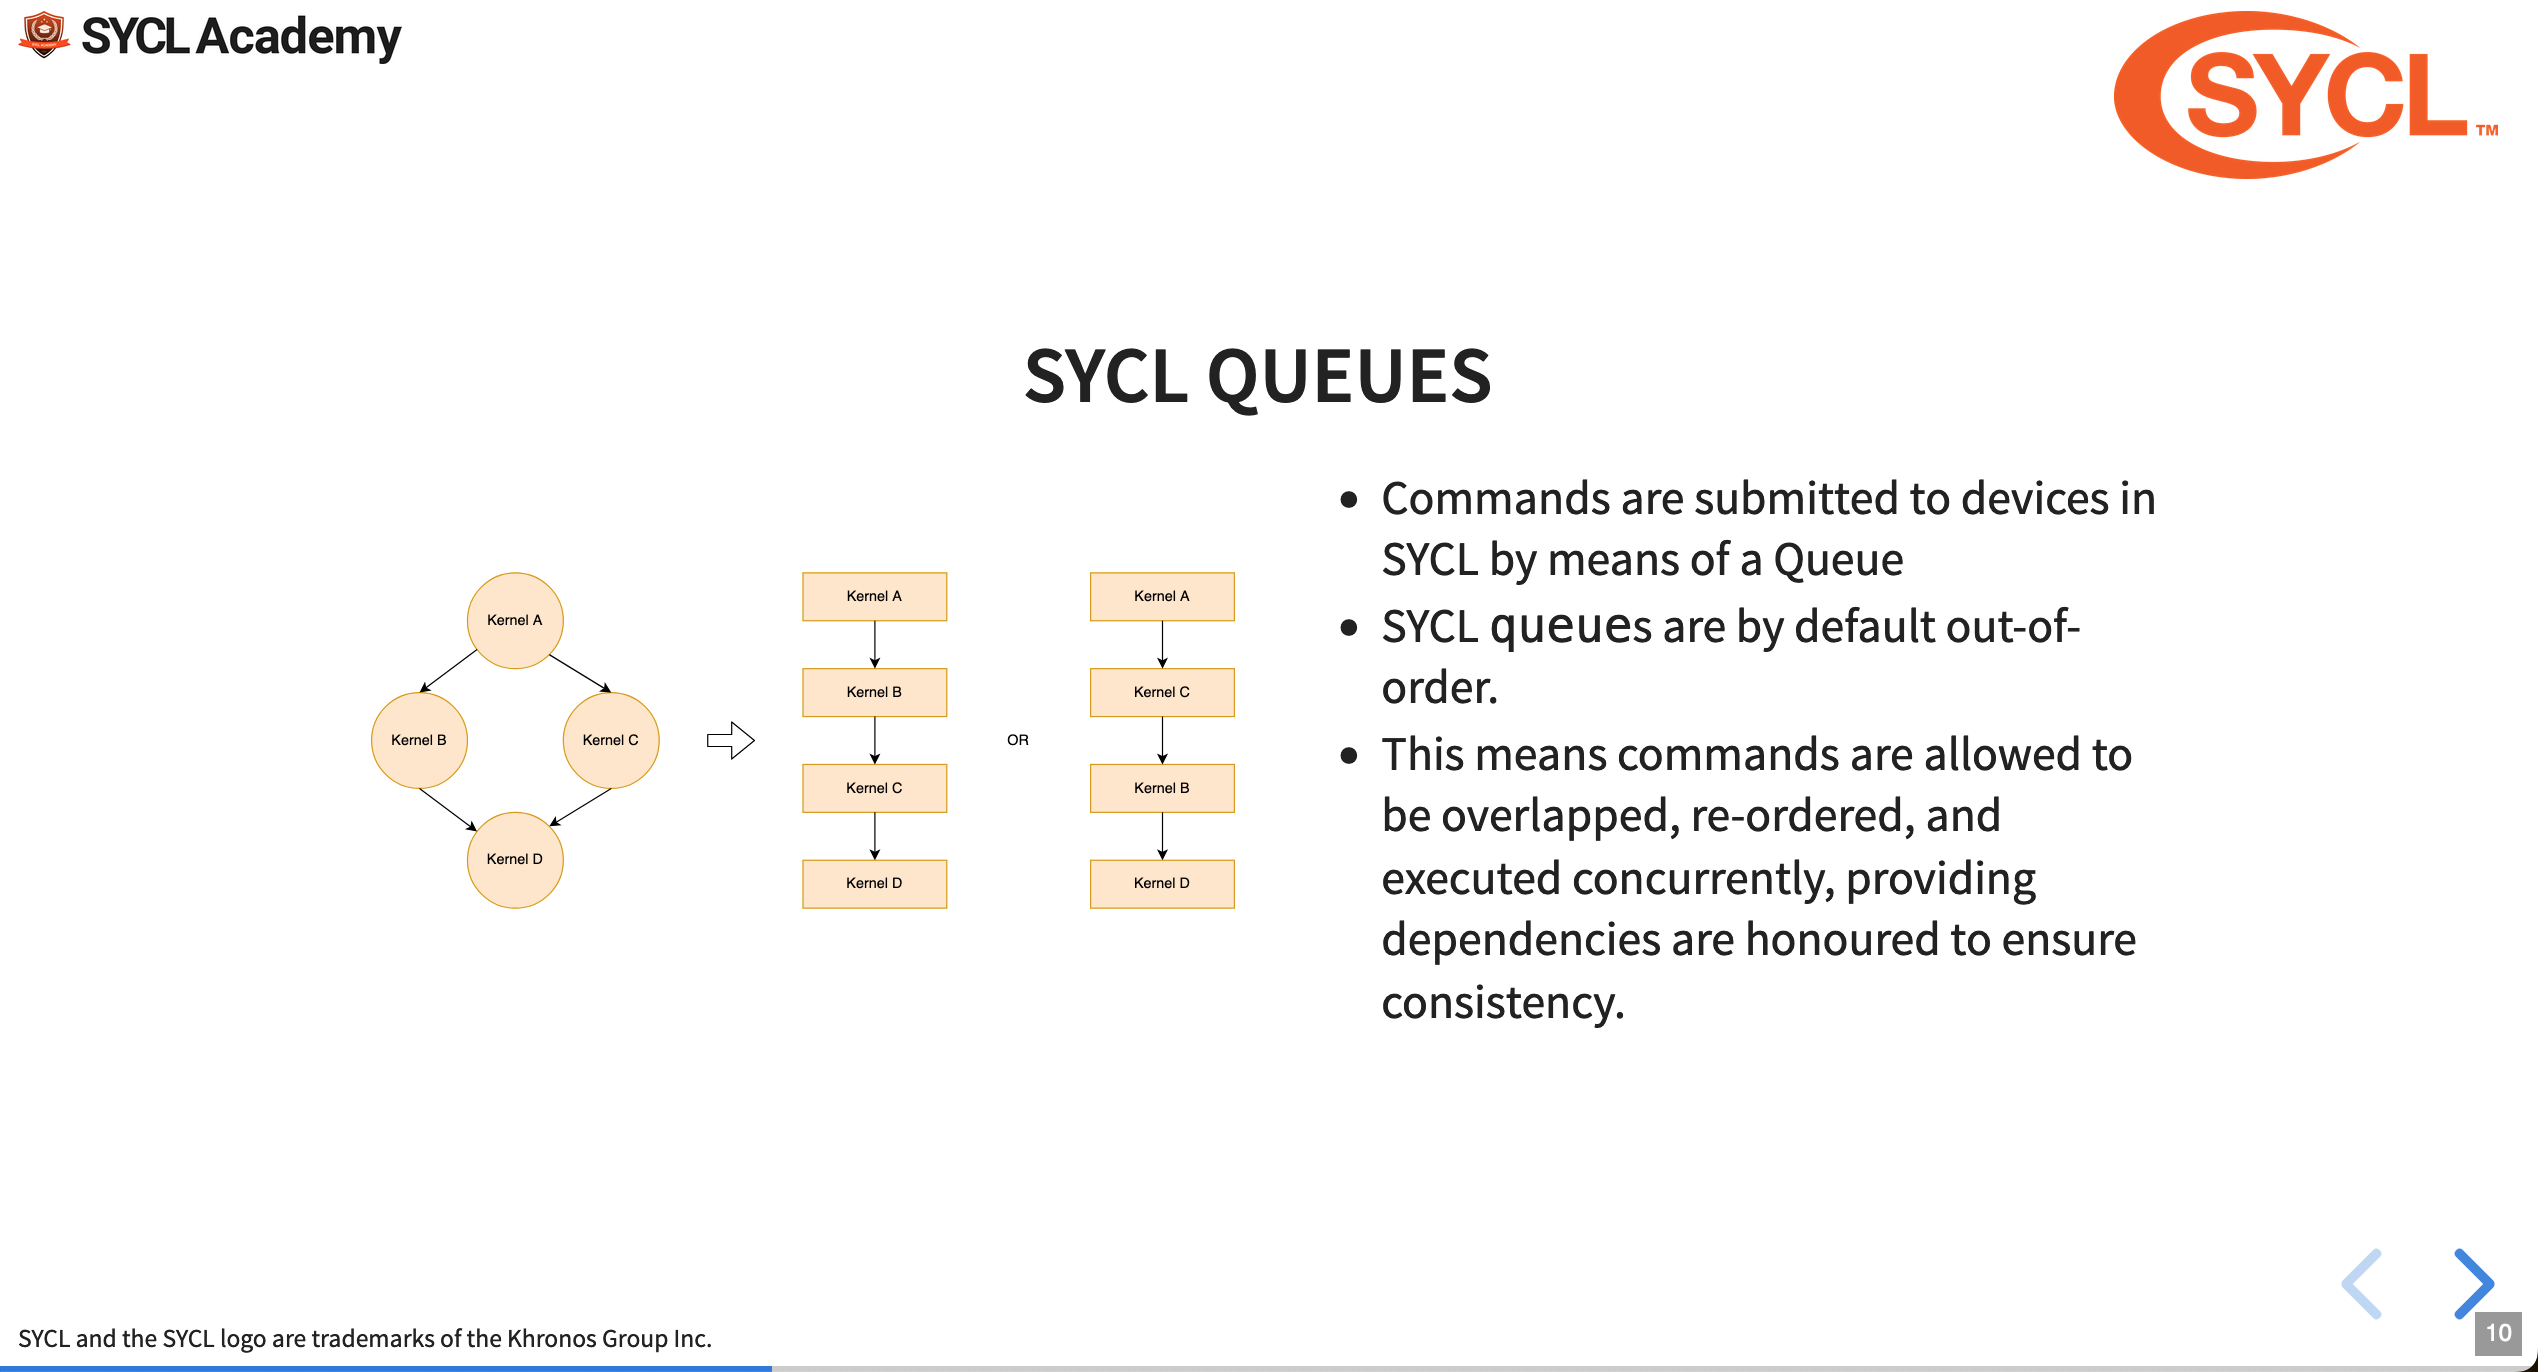 SYCL Academy
SYCL™
SYCL QUEUES
Kernel A
Kernel B
Kernel C
Kernel D
Kernel A
Kernel B
Kernel C
Kernel D
OR
Kernel A
Kernel C
Kernel B
Kernel D
• Commands are submitted to devices in
SYCL by means of a Queue
• SYCL queues are by default out-of-
order.
• This means commands are allowed to
be overlapped, re-ordered, and
executed concurrently, providing
dependencies are honoured to ensure
consistency.
SYCL and the SYCL logo are trademarks of the Khronos Group Inc.
10